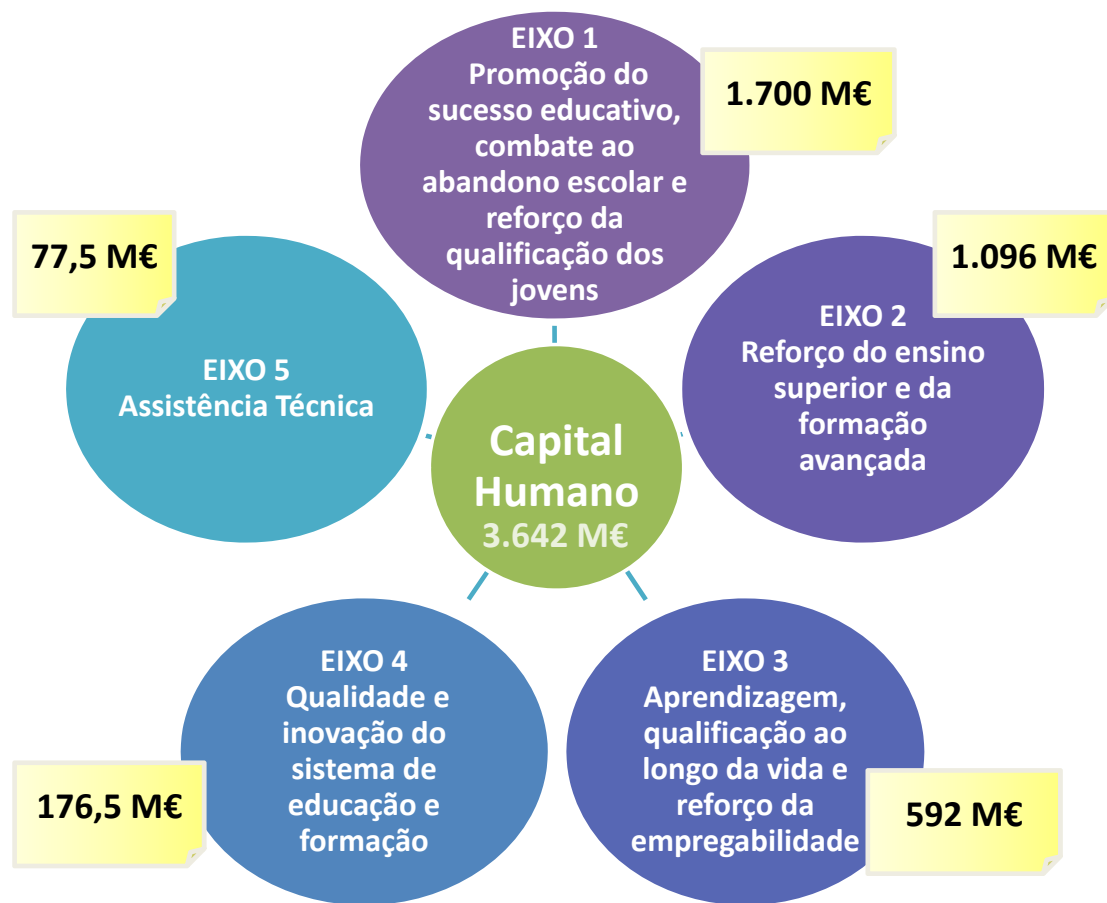 EIXO 1
Promoção do
sucesso educativo,
combate ao
abandono escolar e
reforço da
qualificação dos
jovens
1.700 M€
EIXO 2
Reforço do ensino
superior e da
formação
avançada
1.096 M€
EIXO 3
Aprendizagem,
qualificação ao
longo da vida e
reforço da
empregabilidade
592 M€
EIXO 4
Qualidade e
inovação do
sistema de
educação e
formação
176,5 M€
EIXO 5
Assistência Técnica
77,5 M€
Capital
Humano
3.642 M€